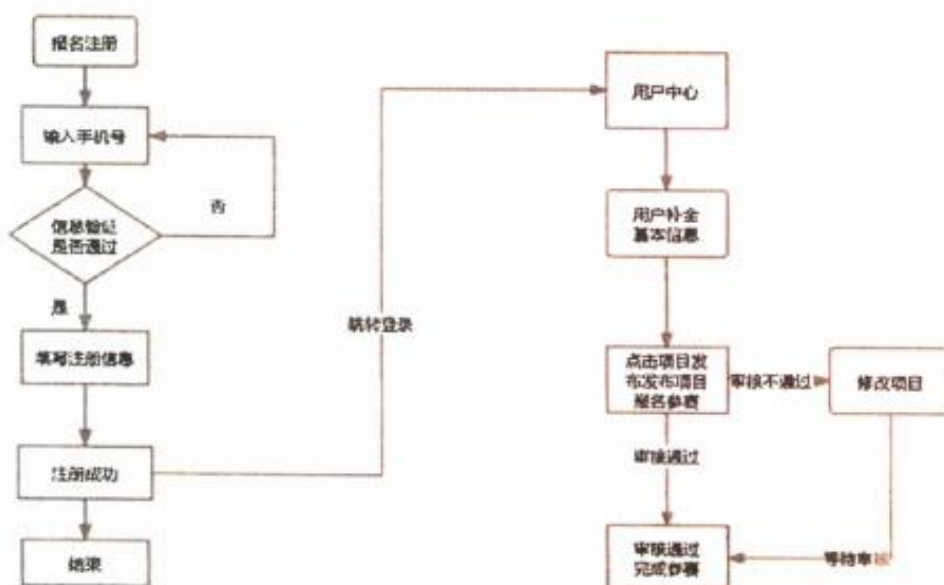 报名注册
输入手机号
否
信息验证
是否通过
是
填写注册信息
注册成功
结束
跳转登录
用户中心
用户补全
基本信息
点击项目发
布发布项目
报名参赛
审核不通过
修改项目
审核通过
审核通过
完成参赛
等待审核